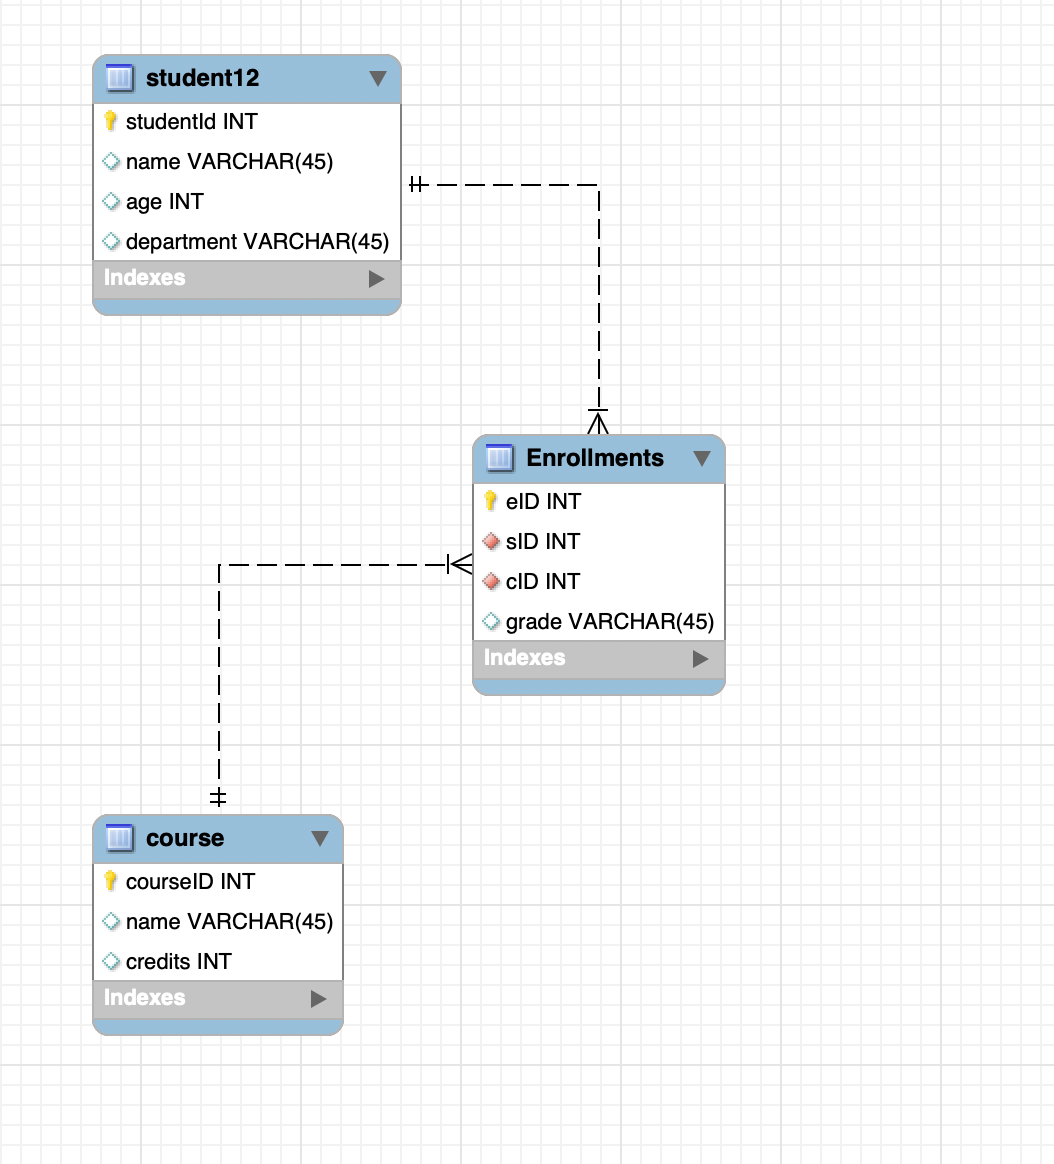 student12
studentId INT
name VARCHAR(45)
age INT
department VARCHAR(45)
Indexes
Enrollments
eID INT
sID INT
cID INT
grade VARCHAR(45)
Indexes
course
courseID INT
name VARCHAR(45)
credits INT
Indexes